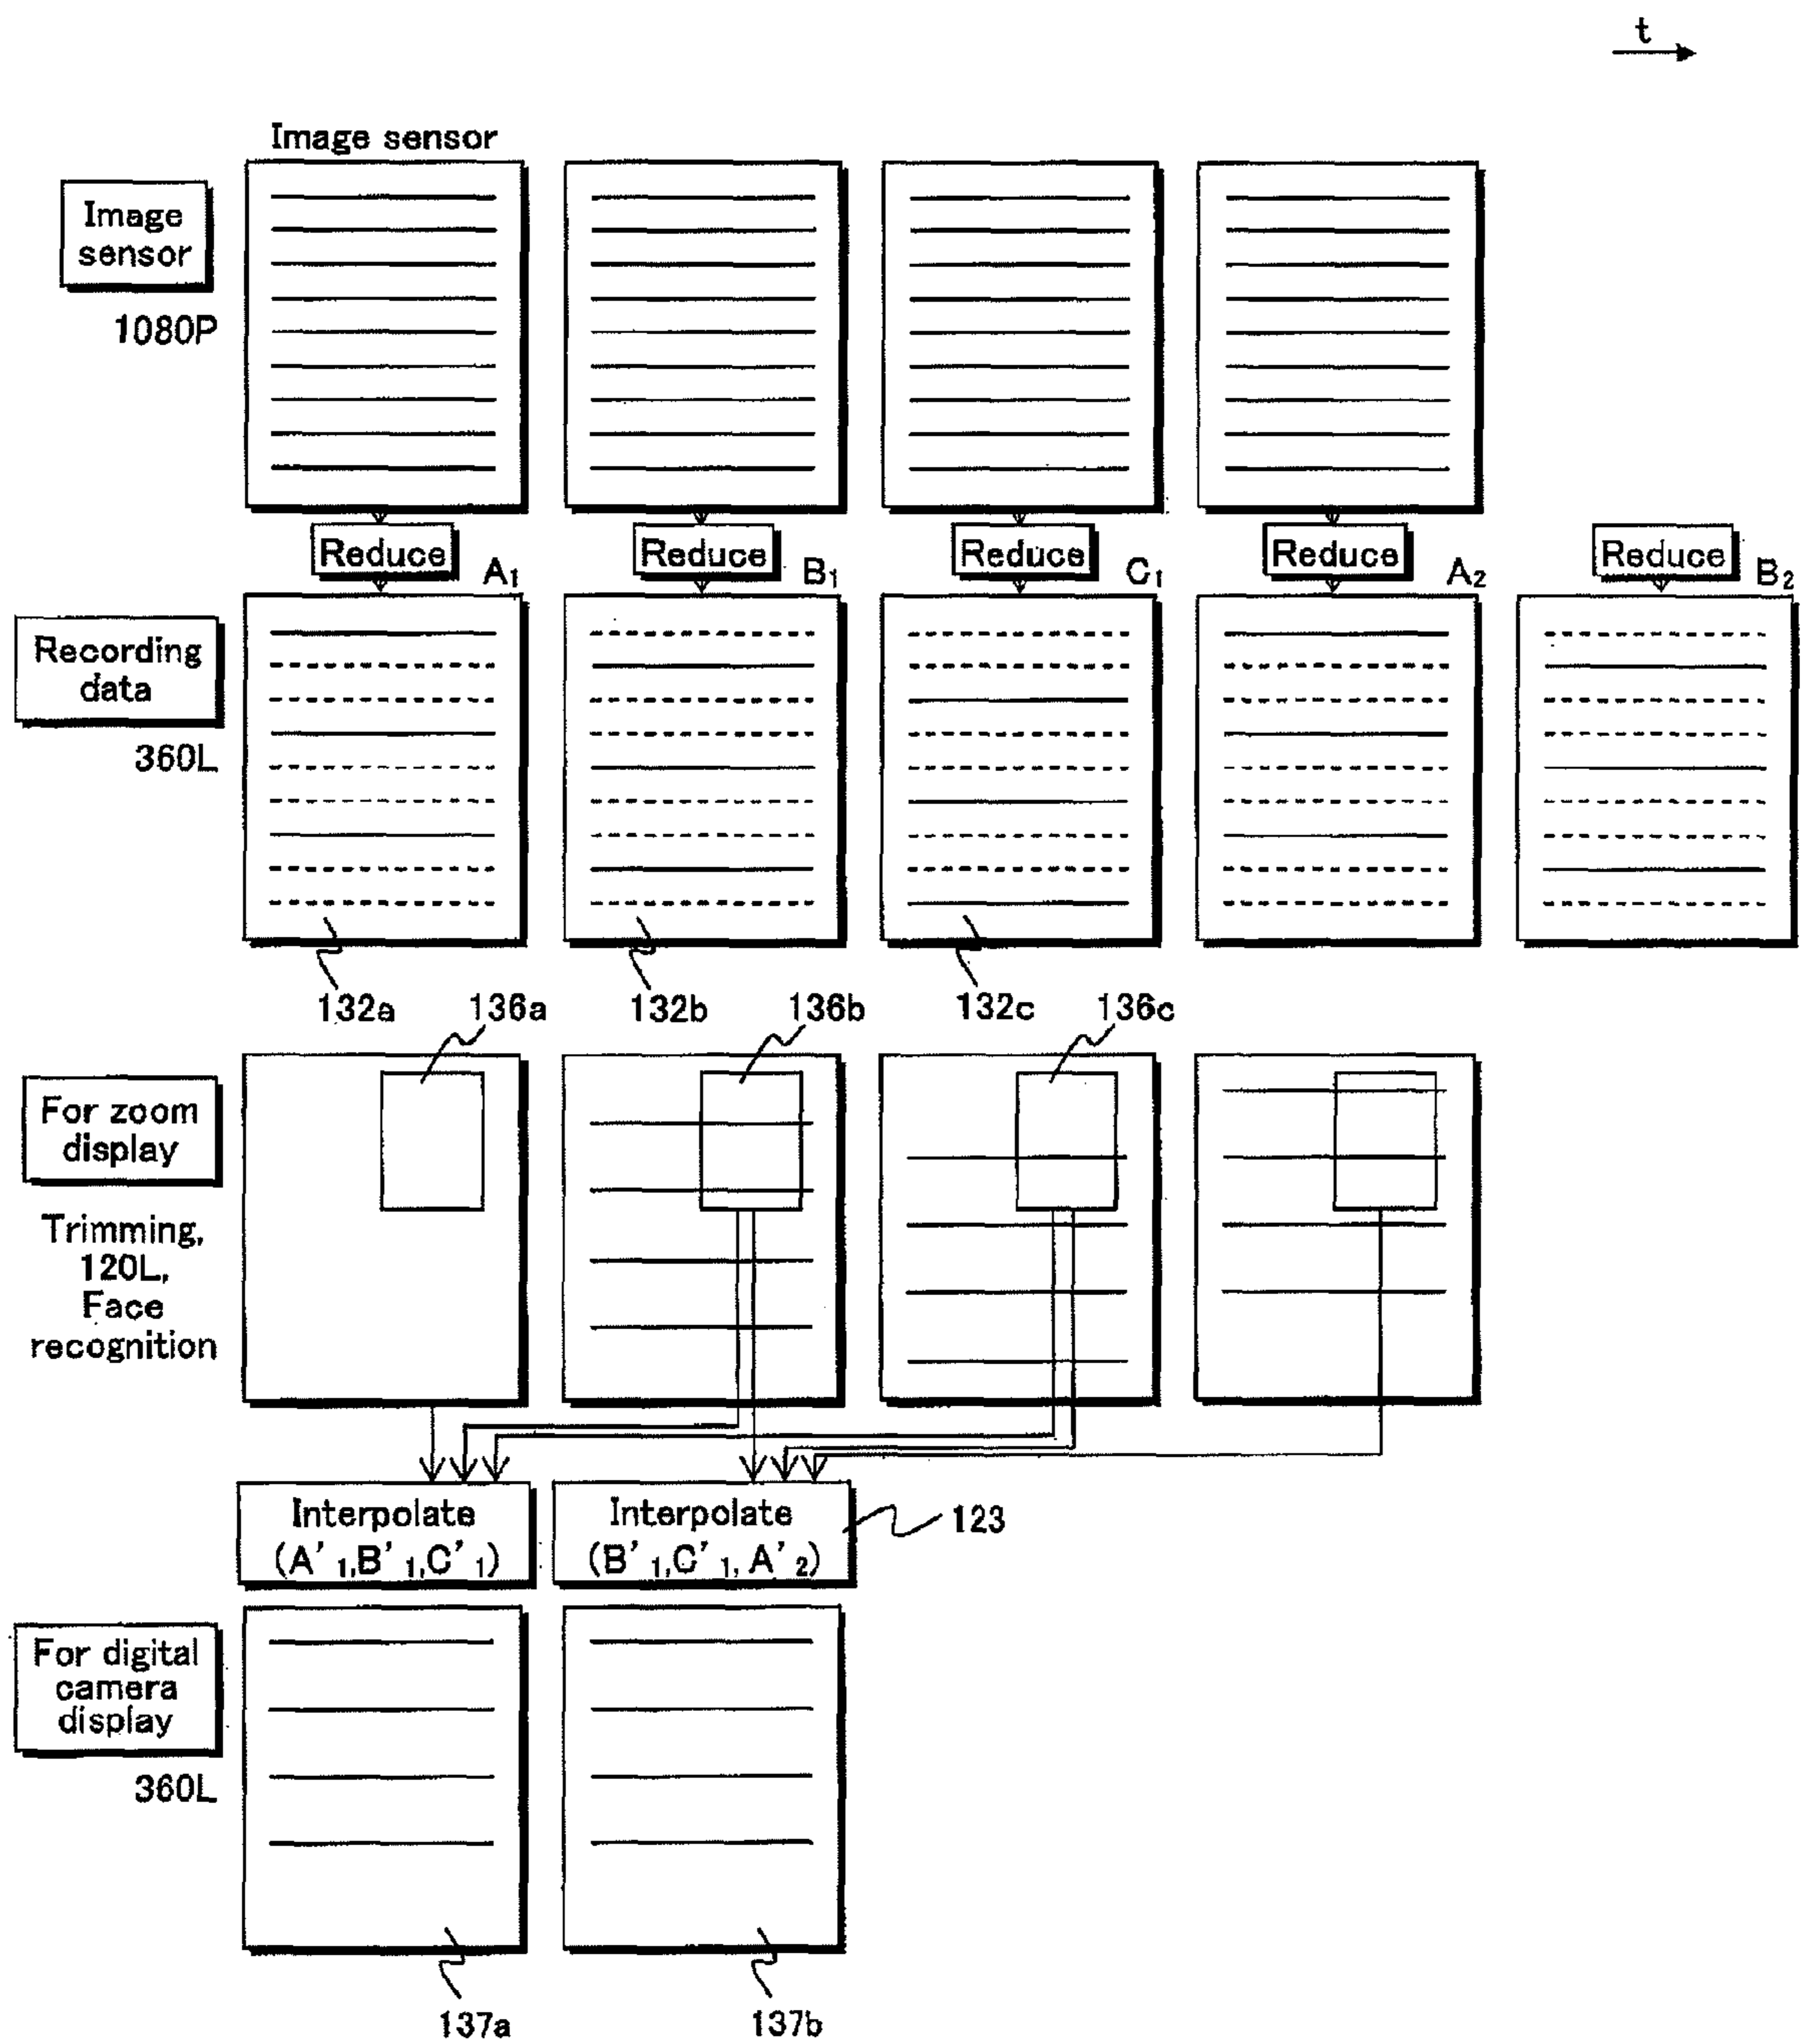 t
Image sensor
Image
sensor
1080P
Reduce
A₁
Reduce
B₁
Reduce
C₁
Reduce
A₂
Reduce
B₂
Recording
data
360L
132a
136a
132b
136b
132c
136c
For zoom
display
Trimming,
120L,
Face
recognition
Interpolate
(A'₁,B'₁,C'₁)
Interpolate
(B'₁,C'₁,A'₂)
123
For digital
camera
display
360L
137a
137b